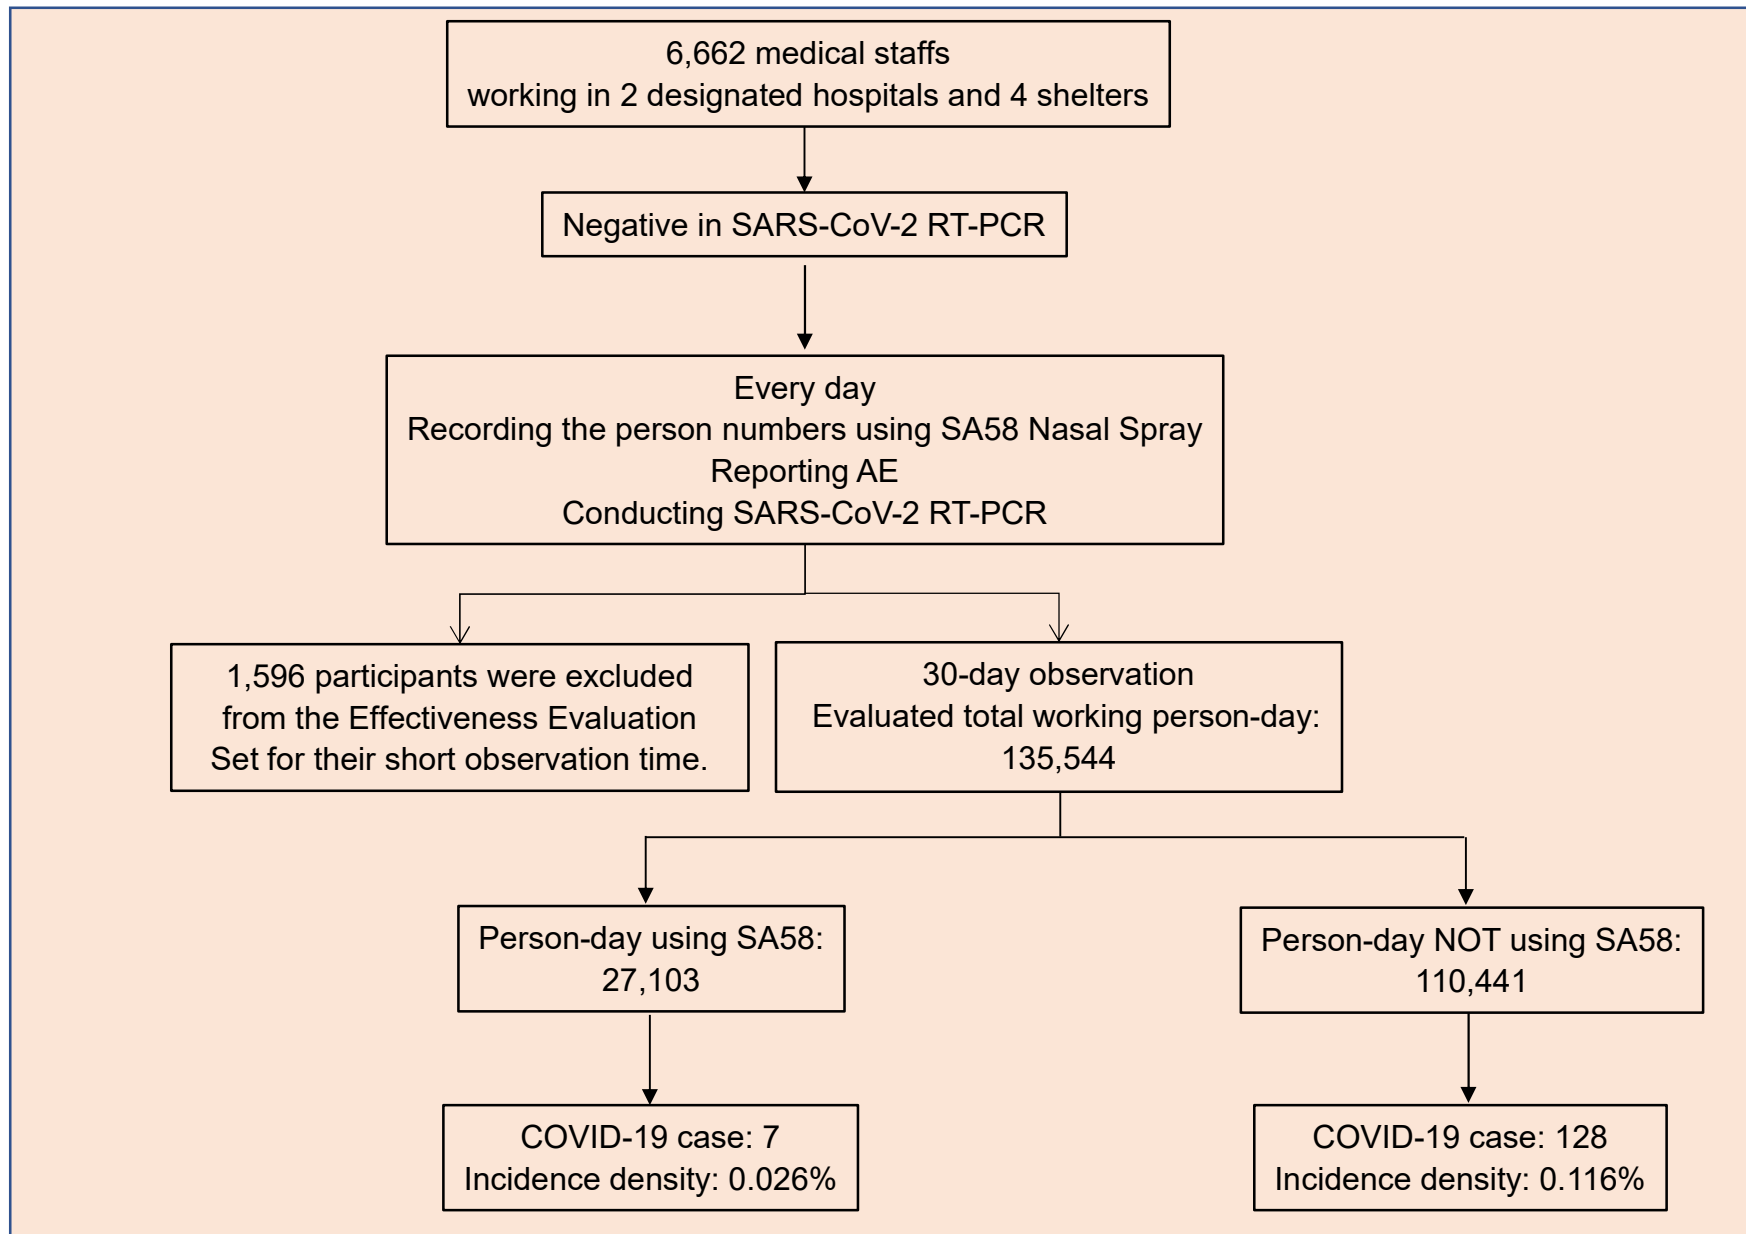 6,662 medical staffs
working in 2 designated hospitals and 4 shelters
Negative in SARS-CoV-2 RT-PCR
Every day
Recording the person numbers using SA58 Nasal Spray
Reporting AE
Conducting SARS-CoV-2 RT-PCR
1,596 participants were excluded
from the Effectiveness Evaluation
Set for their short observation time.
30-day observation
Evaluated total working person-day:
135,544
Person-day using SA58:
27,103
Person-day NOT using SA58:
110,441
COVID-19 case: 7
Incidence density: 0.026%
COVID-19 case: 128
Incidence density: 0.116%